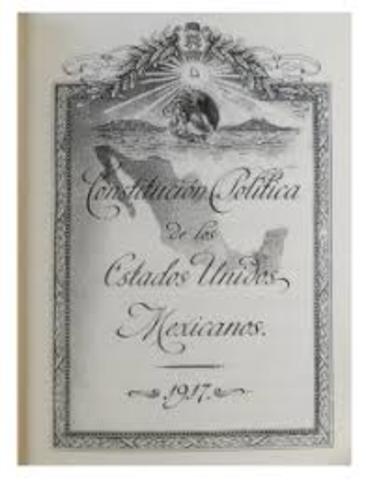 Constitución Política
de los
Estados Unidos
Mexicanos.
1917.